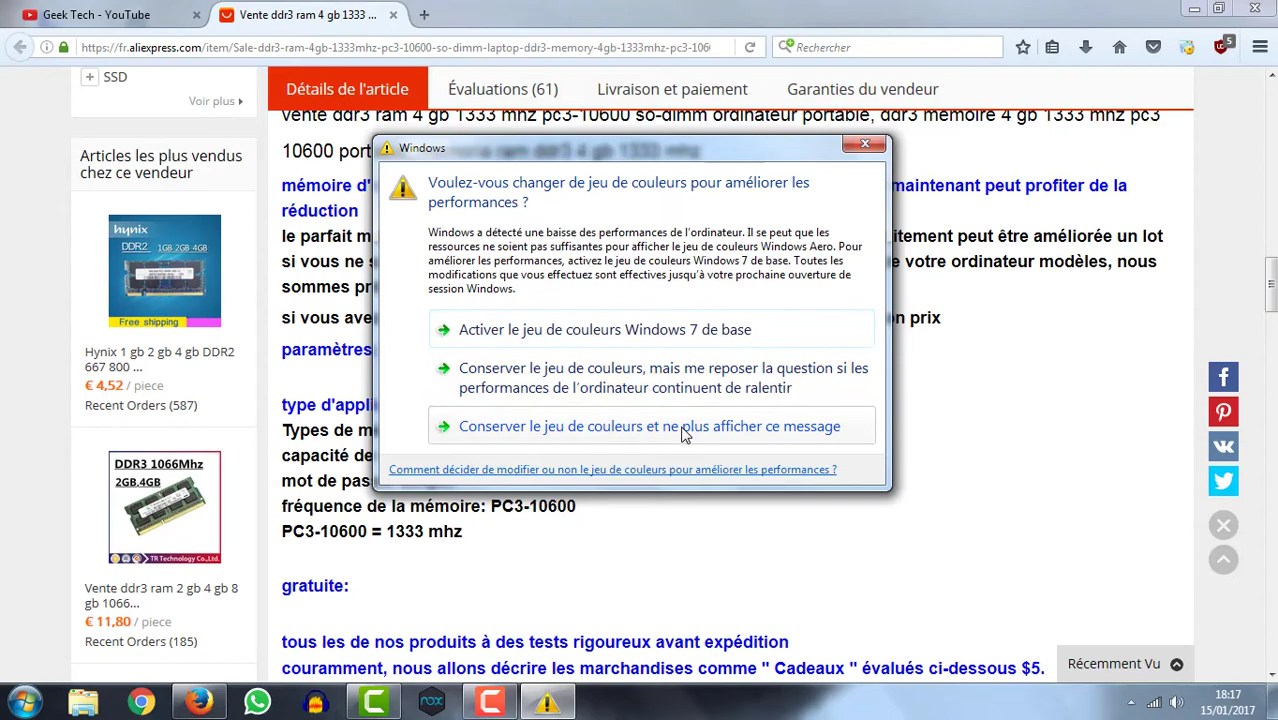 Geek Tech - YouTube
Vente ddr3 ram 4 gb 1333 ...
https://fr.aliexpress.com/item/Sale-ddr3-ram-4gb-1333mhz-pc3-10600-so-dimm-laptop-ddr3-memory-4gb-1333mhz-pc3-106
Rechercher
5
SSD
Voir plus
Détails de l'article
Évaluations (61)
Livraison et paiement
Garanties du vendeur
vente ddr3 ram 4 gb 1333 mhz pc3-10600 so-dimm ordinateur portable, ddr3 mémoire 4 gb 1333 mhz pc3
10600 port
Articles les plus vendus
chez ce vendeur
hynix
DDR2 1GB 2GB 4GB
Free shipping
Hynix 1 gb 2 gb 4 gb DDR2
667 800 ...
€ 4,52 / piece
Recent Orders (587)
DDR3 1066Mhz
2GB.4GB
TR Technology Co.,Ltd.
Vente ddr3 ram 2 gb 4 gb 8
gb 1066...
€ 11,80 / piece
Recent Orders (185)
mémoire d' maintenant peut profiter de la
réduction
le parfait m itement peut être améliorée un lot
si vous ne s e votre ordinateur modèles, nous
sommes pr
si vous ave n prix
paramètres
type d'appl
Types de m
capacité de
mot de pas
fréquence de la mémoire: PC3-10600
PC3-10600 = 1333 mhz
gratuite:
tous les de nos produits à des tests rigoureux avant expédition
couramment, nous allons décrire les marchandises comme " Cadeaux " évalués ci-dessous $5.
Windows
Voulez-vous changer de jeu de couleurs pour améliorer les
performances ?
Windows a détecté une baisse des performances de l'ordinateur. Il se peut que les
ressources ne soient pas suffisantes pour afficher le jeu de couleurs Windows Aero. Pour
améliorer les performances, activez le jeu de couleurs Windows 7 de base. Toutes les
modifications que vous effectuez sont effectives jusqu'à votre prochaine ouverture de
session Windows.
Activer le jeu de couleurs Windows 7 de base
Conserver le jeu de couleurs, mais me reposer la question si les
performances de l'ordinateur continuent de ralentir
Conserver le jeu de couleurs et ne plus afficher ce message
Comment décider de modifier ou non le jeu de couleurs pour améliorer les performances ?
Récemment Vu
nox
18:17
15/01/2017